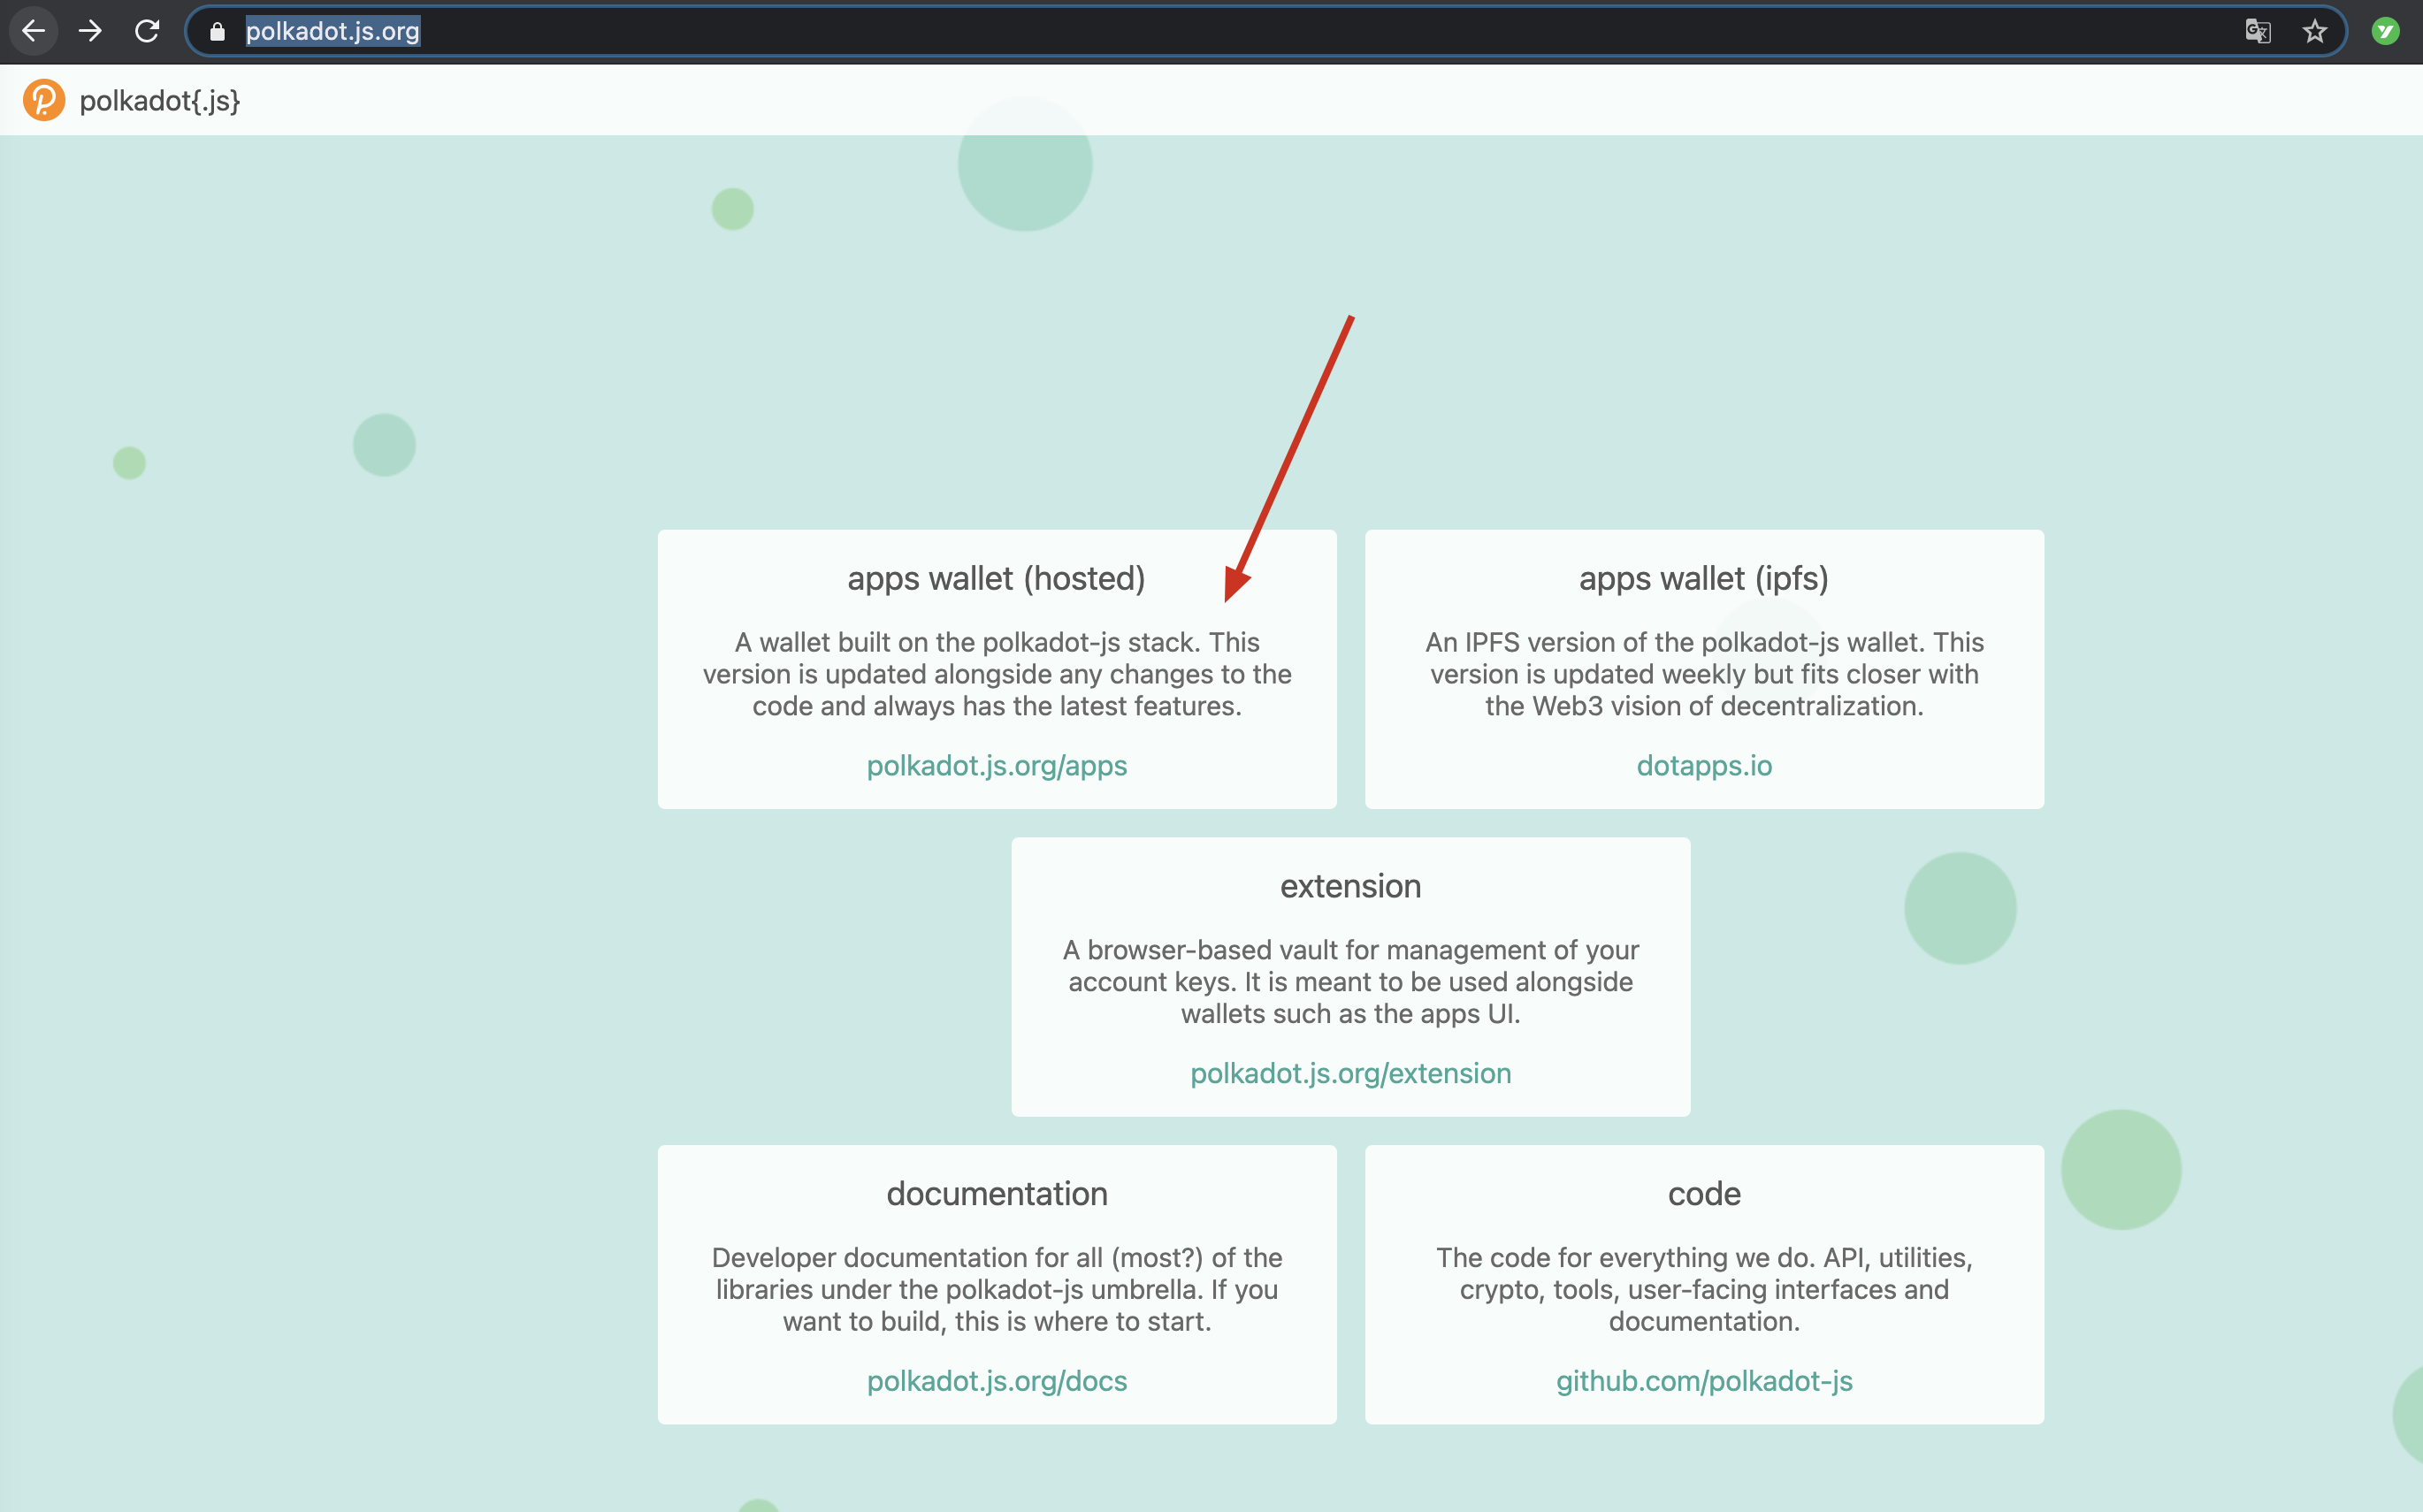 polkadot.js.org
polkadot{.js}
apps wallet (hosted)
A wallet built on the polkadot-js stack. This
version is updated alongside any changes to the
code and always has the latest features.
polkadot.js.org/apps
apps wallet (ipfs)
An IPFS version of the polkadot-js wallet. This
version is updated weekly but fits closer with
the Web3 vision of decentralization.
dotapps.io
extension
A browser-based vault for management of your
account keys. It is meant to be used alongside
wallets such as the apps UI.
polkadot.js.org/extension
documentation
Developer documentation for all (most?) of the
libraries under the polkadot-js umbrella. If you
want to build, this is where to start.
polkadot.js.org/docs
code
The code for everything we do. API, utilities,
crypto, tools, user-facing interfaces and
documentation.
github.com/polkadot-js